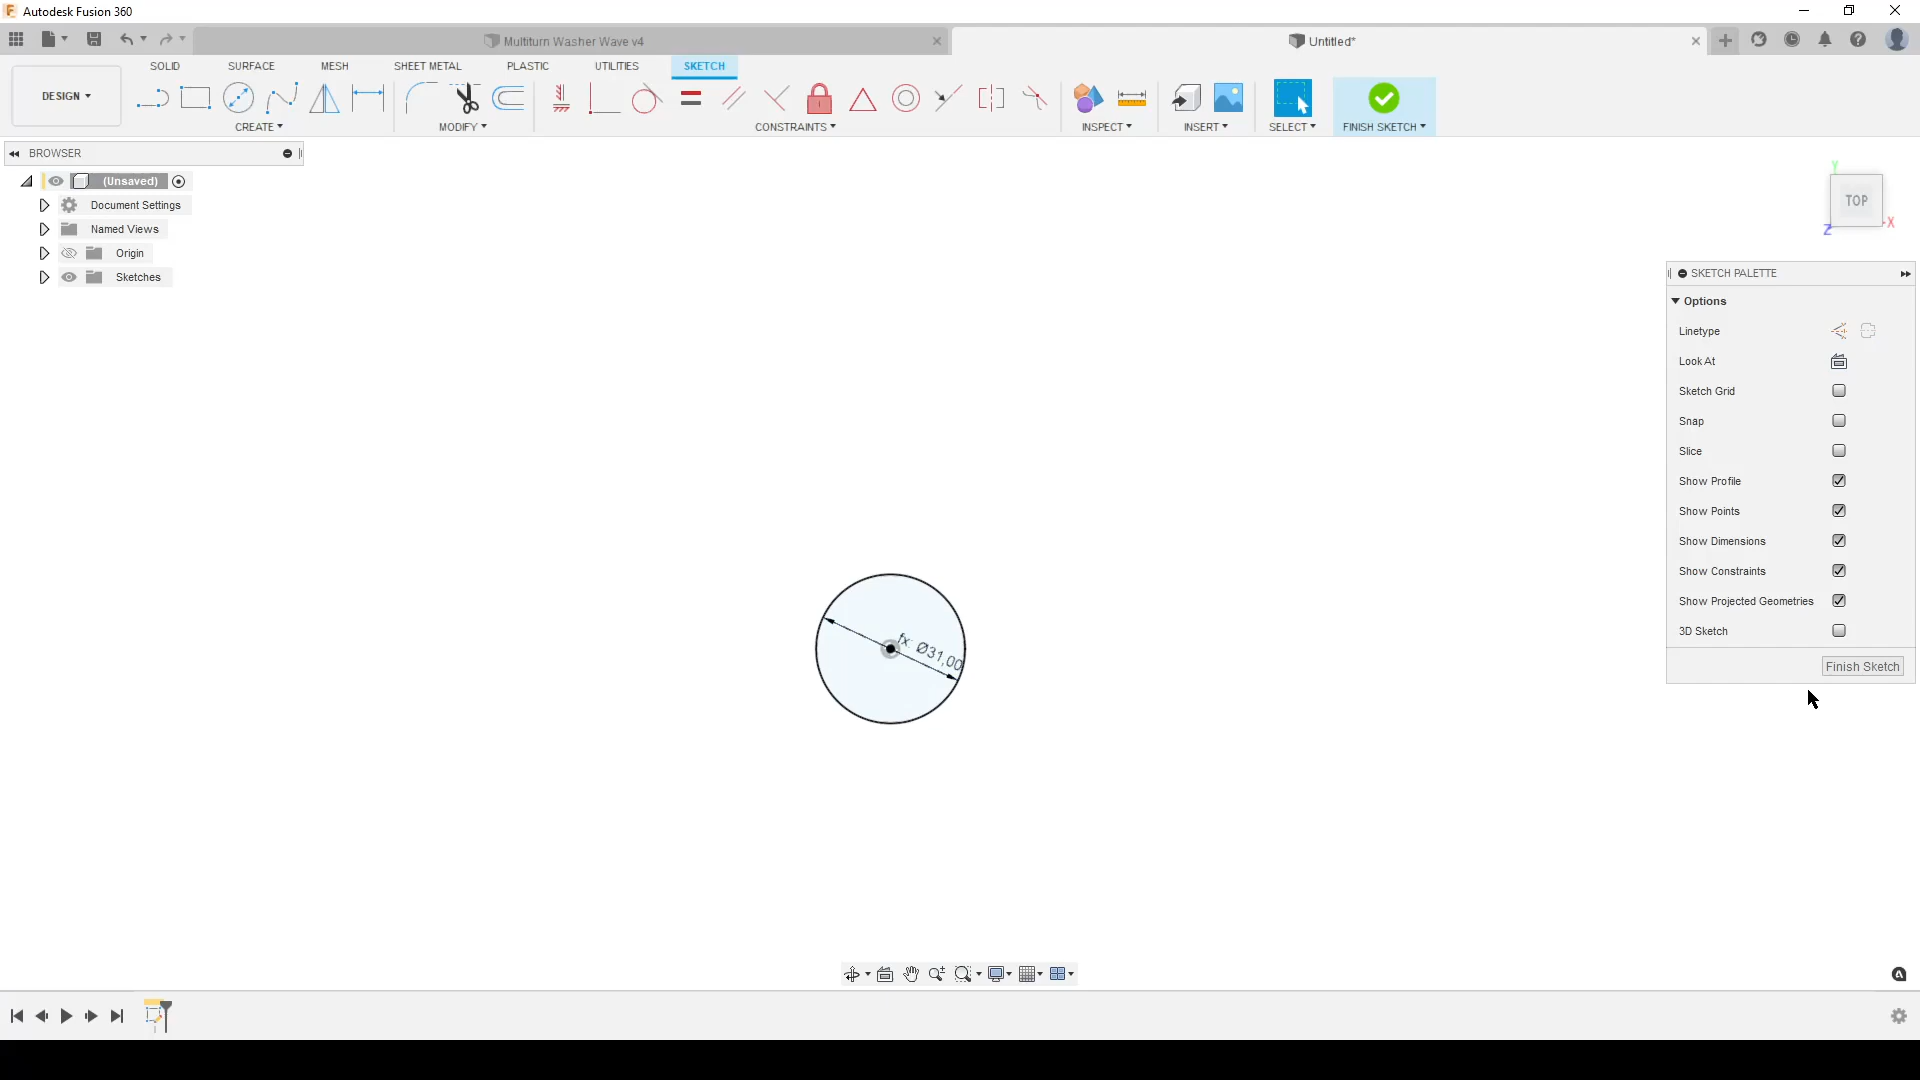 Autodesk Fusion 360
Multiturn Washer Wave v4
Untitled*
SOLID SURFACE MESH SHEET METAL PLASTIC UTILITIES SKETCH
DESIGN
CREATE MODIFY CONSTRAINTS INSPECT INSERT SELECT FINISH SKETCH
BROWSER
(Unsaved)
Document Settings
Named Views
Origin
Sketches
Y
TOP
X
Z
SKETCH PALETTE
Options
Linetype
Look At
Sketch Grid
Snap
Slice
Show Profile
Show Points
Show Dimensions
Show Constraints
Show Projected Geometries
3D Sketch
Finish Sketch
fx: Ø31,00